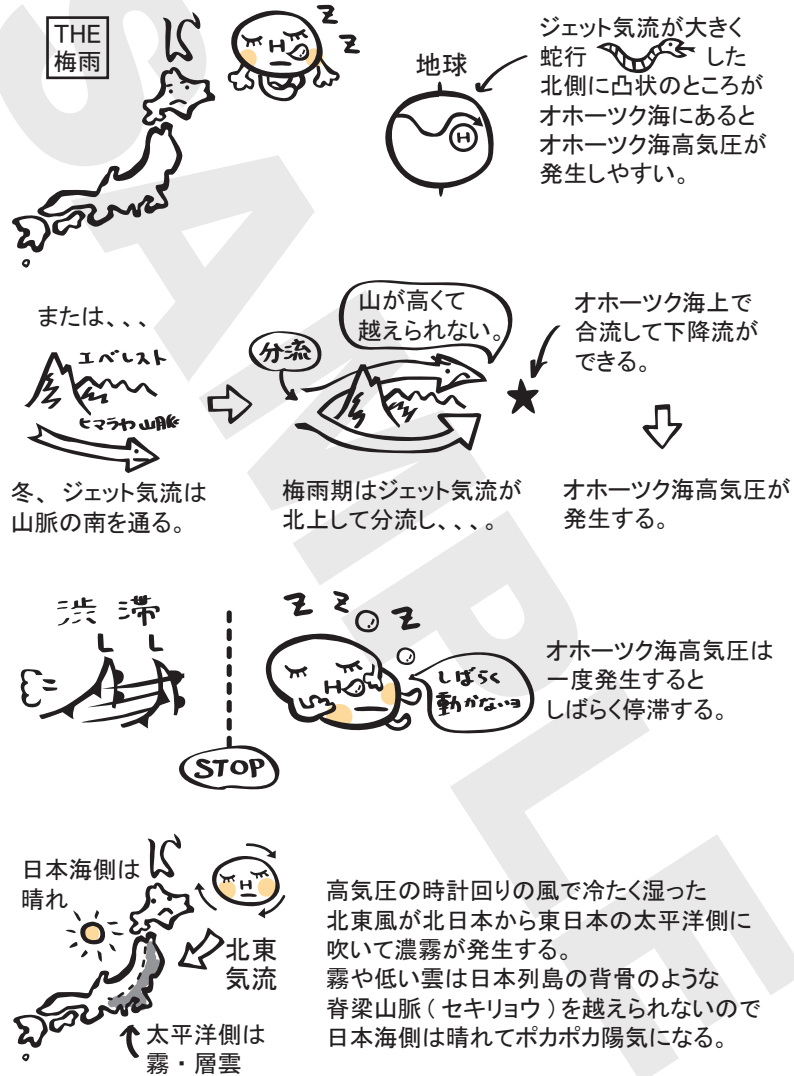 THE
梅雨
H
z
z
地球
H
ジェット気流が大きく
蛇行 した
北側に凸状のところが
オホーツク海にあると
オホーツク海高気圧が
発生しやすい。
または、、、
エベレスト
ヒマラヤ山脈
冬、ジェット気流は
山脈の南を通る。
分流
山が高くて
越えられない。
梅雨期はジェット気流が
北上して分流し、、、。
オホーツク海上で
合流して下降流が
できる。
オホーツク海高気圧が
発生する。
渋滞
L L
STOP
z z z
H
しばらく
動かないョ
オホーツク海高気圧は
一度発生すると
しばらく停滞する。
日本海側は
晴れ
H
北東
気流
太平洋側は
霧・層雲
高気圧の時計回りの風で冷たく湿った
北東風が北日本から東日本の太平洋側に
吹いて濃霧が発生する。
霧や低い雲は日本列島の背骨のような
脊梁山脈(セキリョウ)を越えられないので
日本海側は晴れてポカポカ陽気になる。
SAMPLE